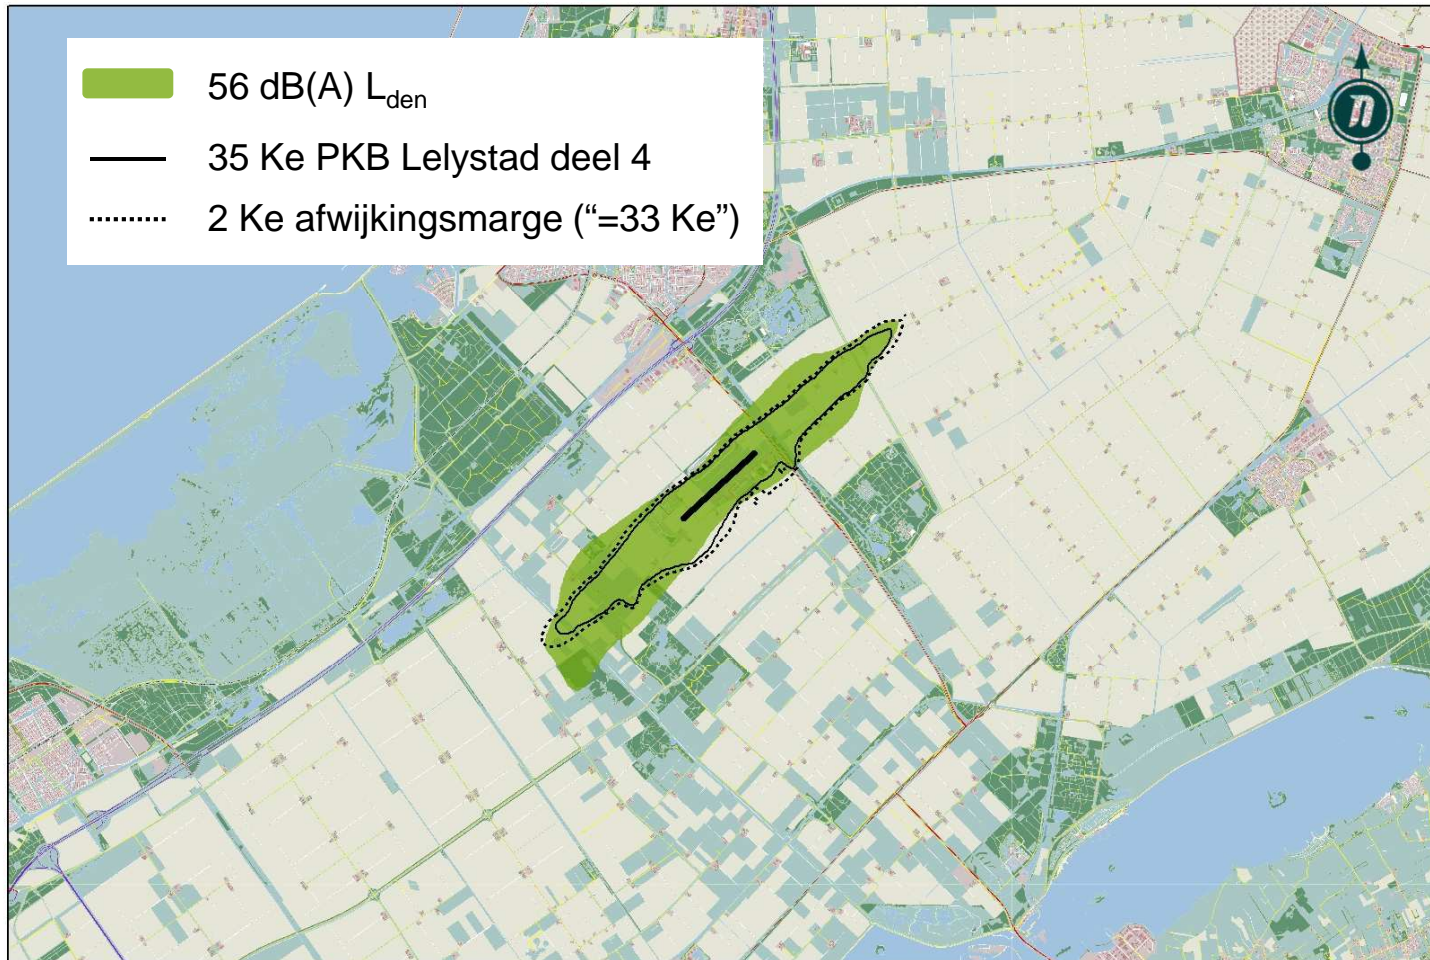 56 dB(A) Lden
35 Ke PKB Lelystad deel 4
2 Ke afwijkingsmarge (“=33 Ke”)